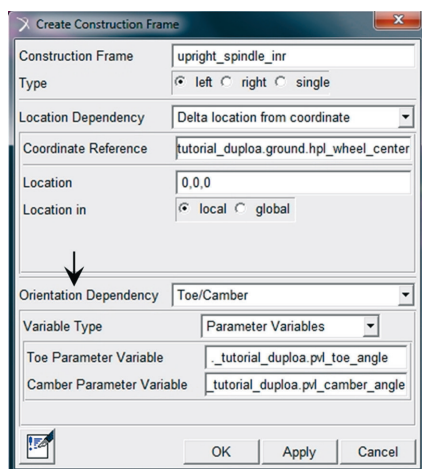 Create Construction Frame
Construction Frame upright_spindle_inr
Type left right single
Location Dependency Delta location from coordinate
Coordinate Reference tutorial_duploa.ground.hpl_wheel_center
Location 0,0,0
Location in local global
Orientation Dependency Toe/Camber
Variable Type Parameter Variables
Toe Parameter Variable ._tutorial_duploa.pvl_toe_angle
Camber Parameter Variable _tutorial_duploa.pvl_camber_angle
OK Apply Cancel